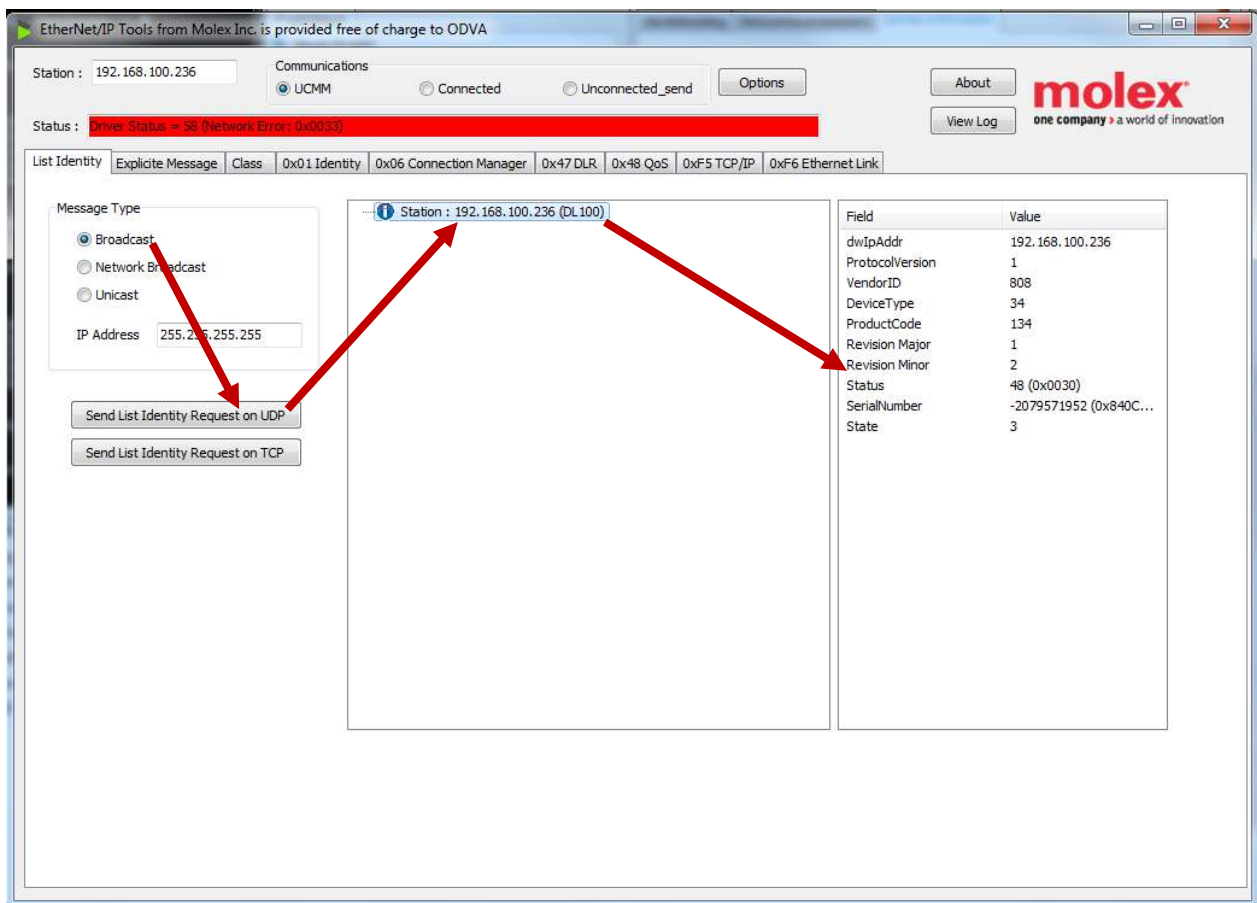 EtherNet/IP Tools from Molex Inc. is provided free of charge to ODVA
Station : 192.168.100.236
Communications
UCMM Connected Unconnected_send
Options
About
molex
one company > a world of innovation
Status : Driver Status = 58 (Network Error: 0x0033)
View Log
List Identity Explicite Message Class 0x01 Identity 0x06 Connection Manager 0x47 DLR 0x48 QoS 0xF5 TCP/IP 0xF6 Ethernet Link
Message Type
Broadcast
Network Broadcast
Unicast
IP Address 255.255.255.255
Send List Identity Request on UDP
Send List Identity Request on TCP
Station : 192.168.100.236 (DL100)
Field Value
dwIpAddr 192.168.100.236
ProtocolVersion 1
VendorID 808
DeviceType 34
ProductCode 134
Revision Major 1
Revision Minor 2
Status 48 (0x0030)
SerialNumber -2079571952 (0x840C...
State 3